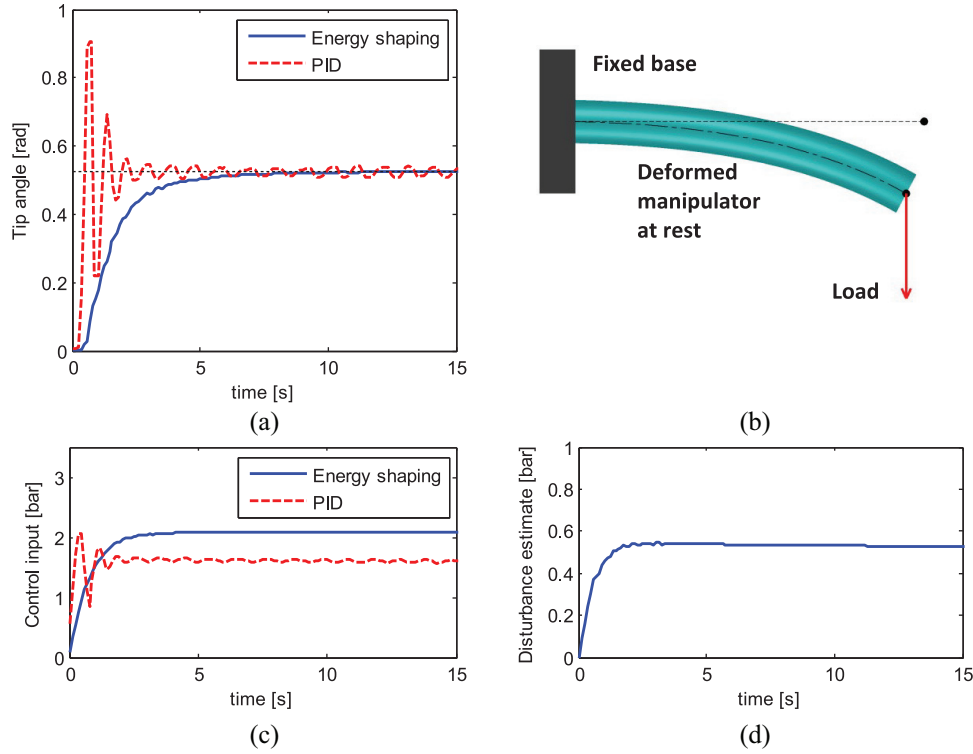 1
0.8
0.6
0.4
0.2
0
Tip angle [rad]
Energy shaping
PID
0
5
10
15
time [s]
(a)
Fixed base
Deformed
manipulator
at rest
Load
(b)
3
2
1
0
Control input [bar]
Energy shaping
PID
0
5
10
15
time [s]
(c)
1
0.8
0.6
0.4
0.2
0
Disturbance estimate [bar]
0
5
10
15
time [s]
(d)